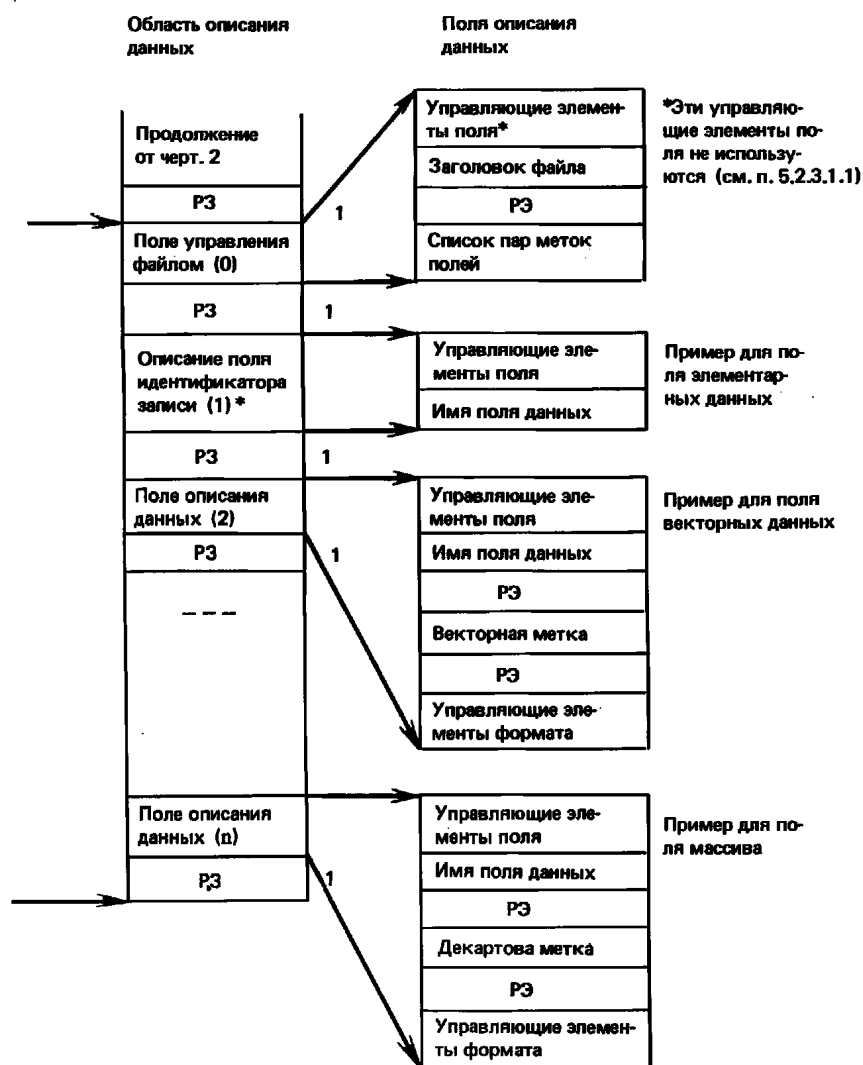 Область описания
данных
Поля описания
данных
Продолжение
от черт. 2
РЗ
Поле управления
файлом (0)
РЗ
Описание поля
идентификатора
записи (1)*
РЗ
Поле описания
данных (2)
РЗ
– – –
Поле описания
данных (n)
РЗ
1
1
1
1
1
Управляющие элемен-
ты поля*
Заголовок файла
РЭ
Список пар меток
полей
*Эти управляю-
щие элементы по-
ля не использу-
ются (см. п. 5.2.3.1.1)
Управляющие эле-
менты поля
Имя поля данных
Пример для по-
ля элементар-
ных данных
Управляющие эле-
менты поля
Имя поля данных
РЭ
Векторная метка
РЭ
Управляющие эле-
менты формата
Пример для поля
векторных данных
Управляющие эле-
менты поля
Имя поля данных
РЭ
Декартова метка
РЭ
Управляющие элемен-
ты формата
Пример для по-
ля массива